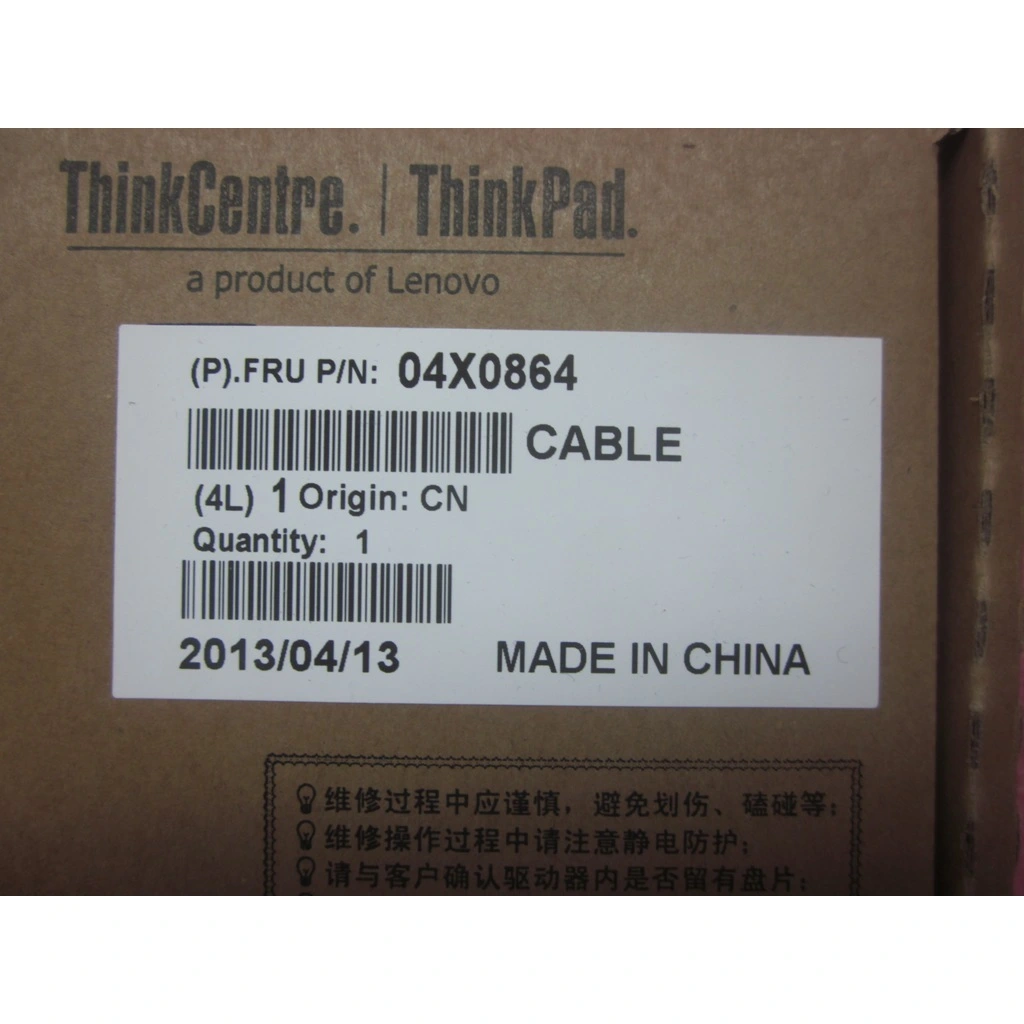 ThinkCentre. | ThinkPad.
a product of Lenovo
(P).FRU P/N: 04X0864
CABLE
(4L) 1 Origin: CN
Quantity: 1
2013/04/13 MADE IN CHINA
维修过程中应谨慎，避免划伤、磕碰等；
维修操作过程中请注意静电防护；
请与客户确认驱动器内是否留有盘片；